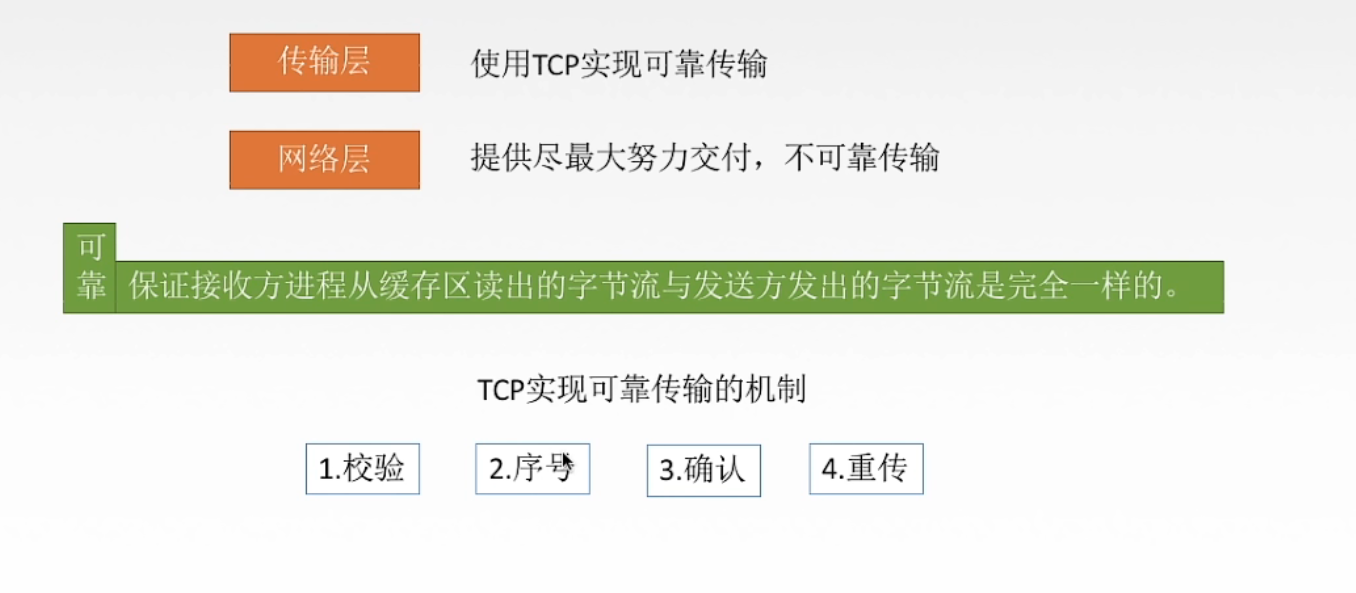 传输层 使用TCP实现可靠传输
网络层 提供尽最大努力交付，不可靠传输
可靠
保证接收方进程从缓存区读出的字节流与发送方发出的字节流是完全一样的。
TCP实现可靠传输的机制
1.校验 2.序号 3.确认 4.重传